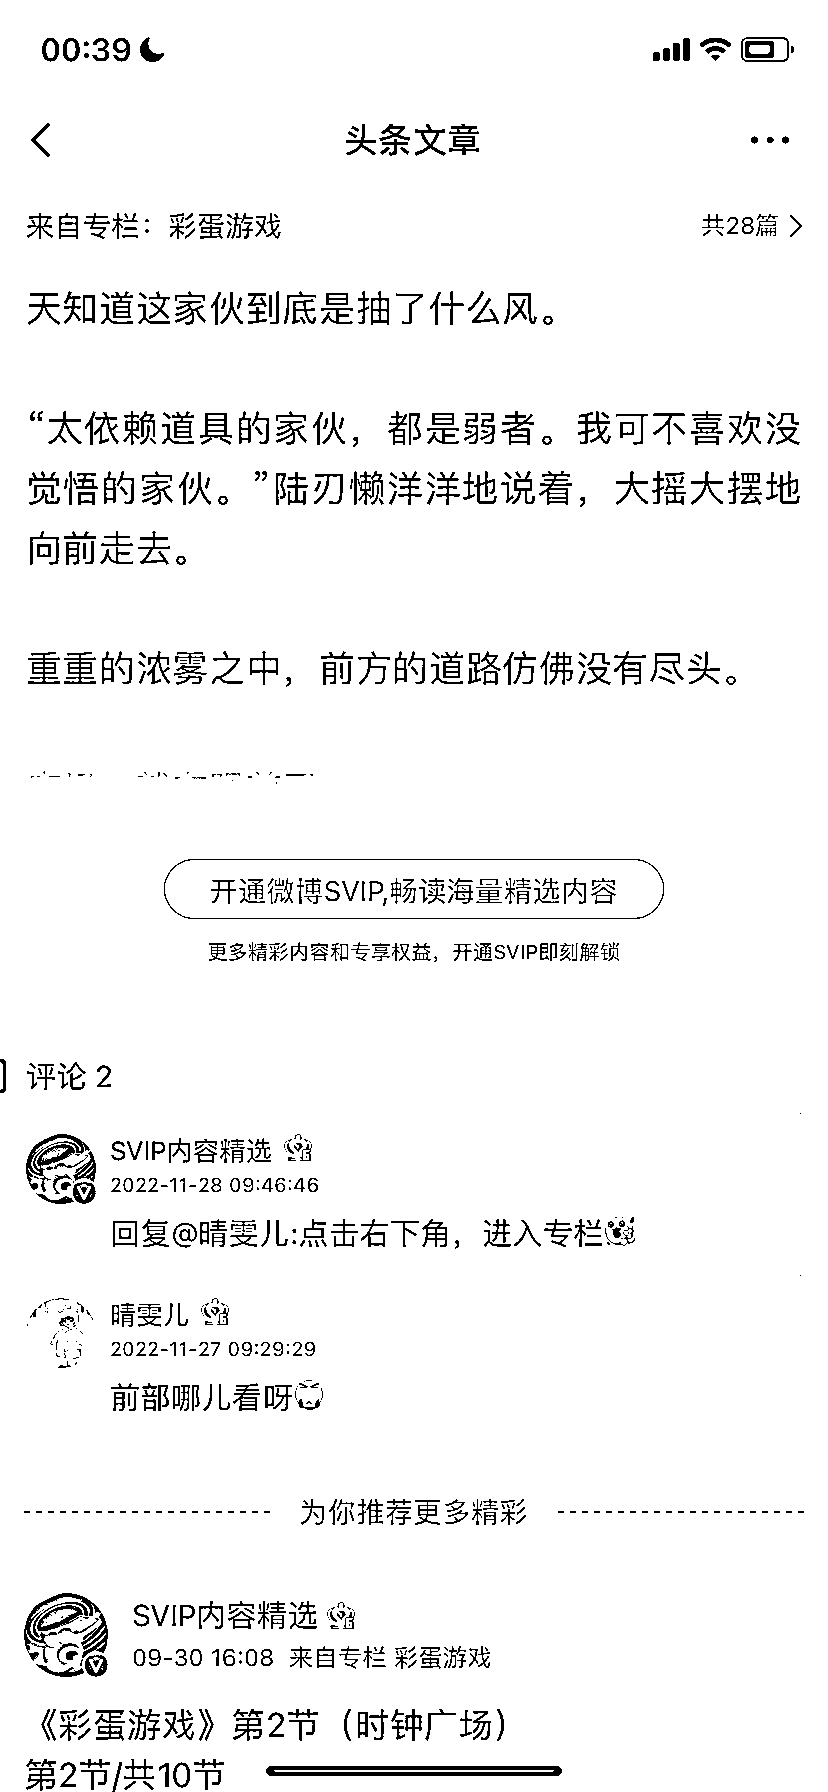 00:39
头条文章
来自专栏：彩蛋游戏 共28篇
天知道这家伙到底是抽了什么风。
“太依赖道具的家伙，都是弱者。我可不喜欢没
觉悟的家伙。”陆刃懒洋洋地说着，大摇大摆地
向前走去。
重重的浓雾之中，前方的道路仿佛没有尽头。
开通微博SVIP,畅读海量精选内容
更多精彩内容和专享权益，开通SVIP即刻解锁
评论 2
SVIP内容精选
2022-11-28 09:46:46
回复@晴雯儿:点击右下角，进入专栏
晴雯儿
2022-11-27 09:29:29
前部哪儿看呀
为你推荐更多精彩
SVIP内容精选
09-30 16:08 来自专栏 彩蛋游戏
《彩蛋游戏》第2节（时钟广场）
第2节/共10节